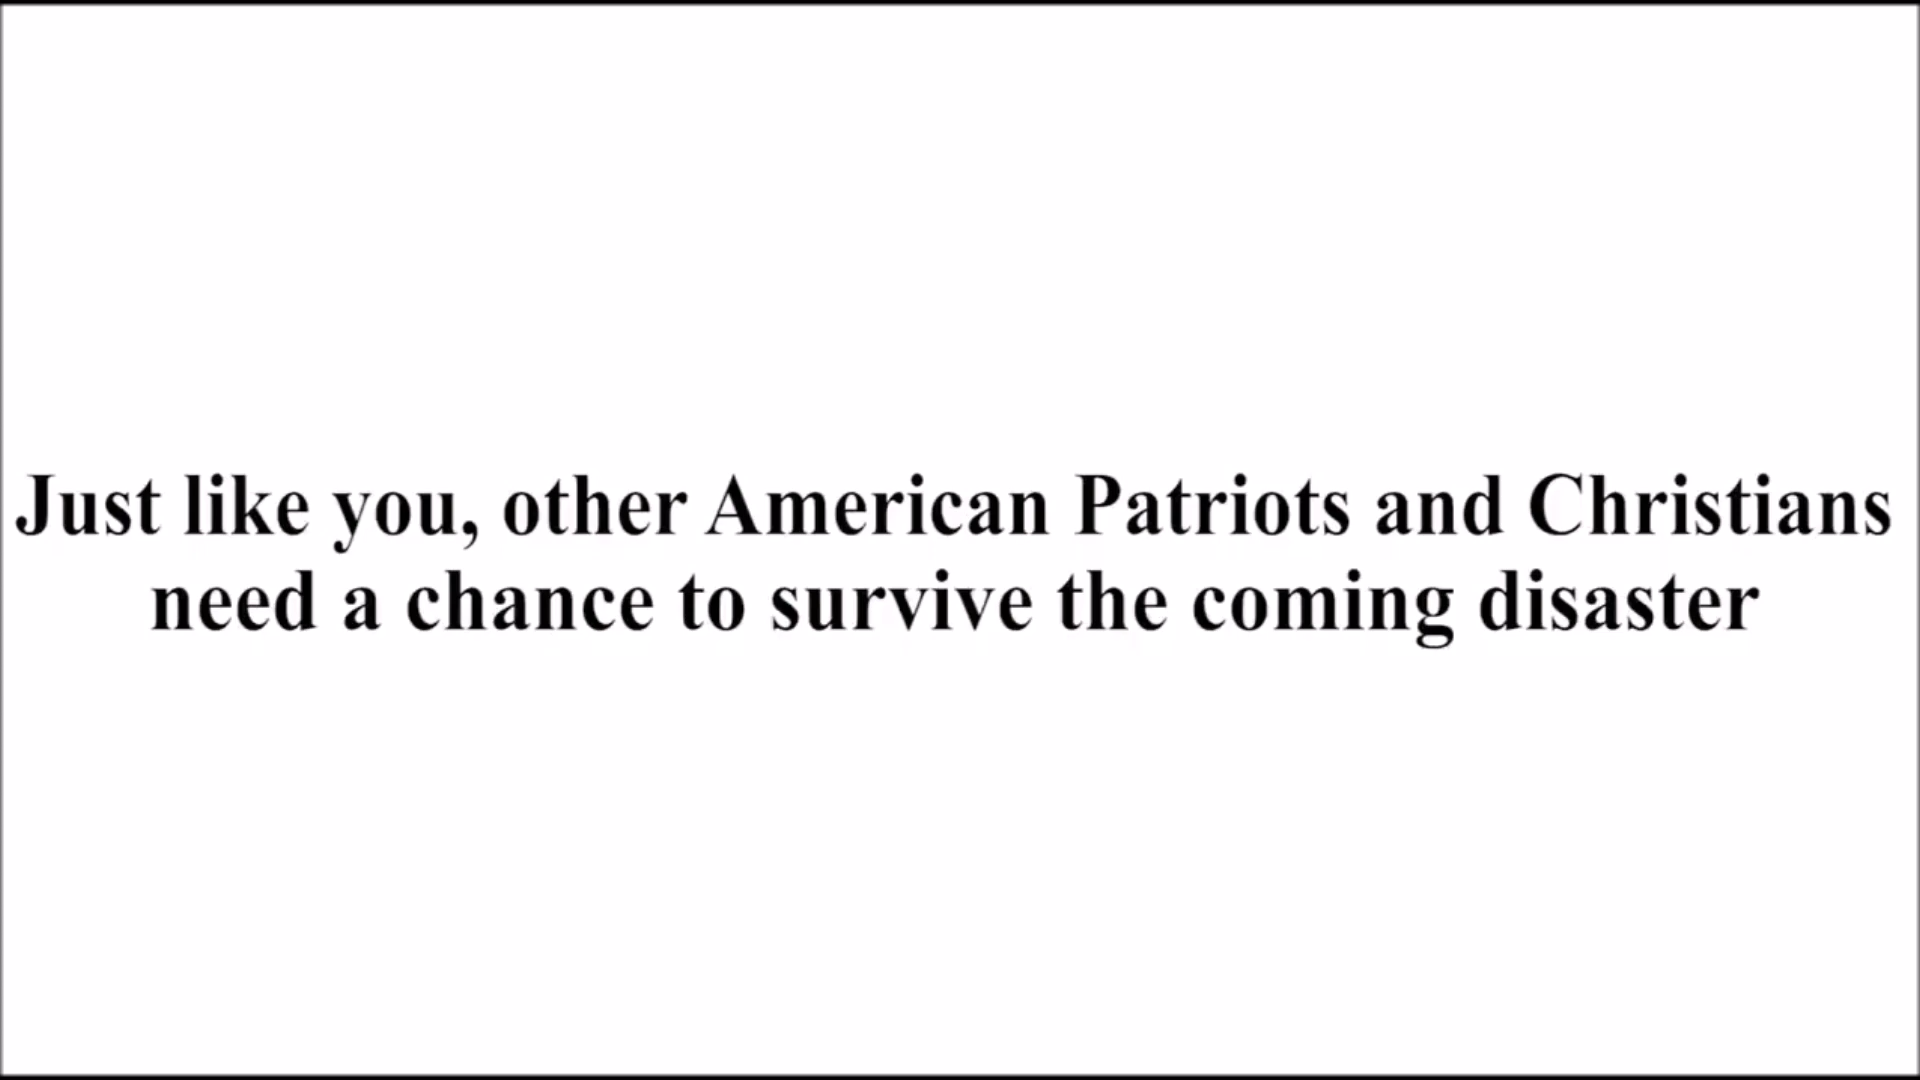 Just like you, other American Patriots and Christians
need a chance to survive the coming disaster